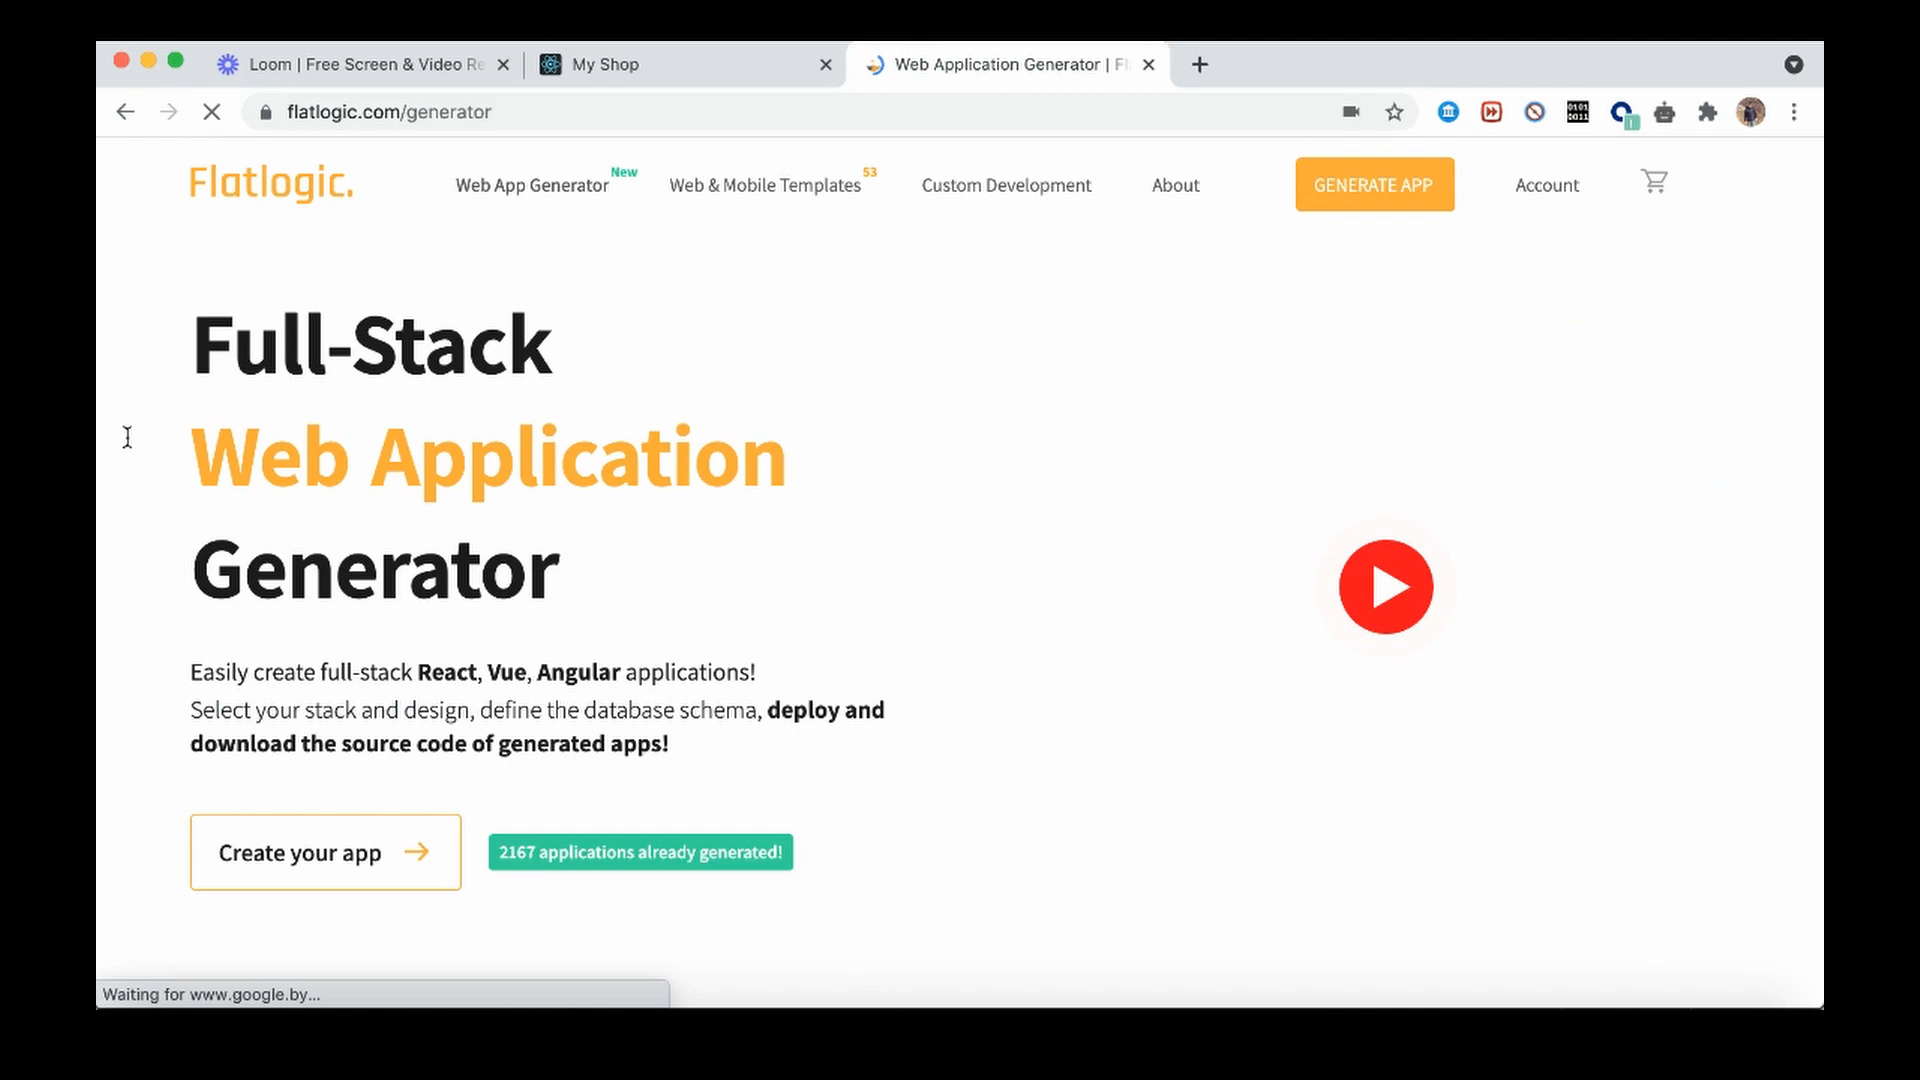 Loom | Free Screen & Video Re
My Shop
Web Application Generator | Fl
flatlogic.com/generator
Flatlogic.
Web App Generator New
Web & Mobile Templates 53
Custom Development
About
GENERATE APP
Account
Full-Stack
Web Application
Generator
Easily create full-stack React, Vue, Angular applications!
Select your stack and design, define the database schema, deploy and
download the source code of generated apps!
Create your app
2167 applications already generated!
Waiting for www.google.by...